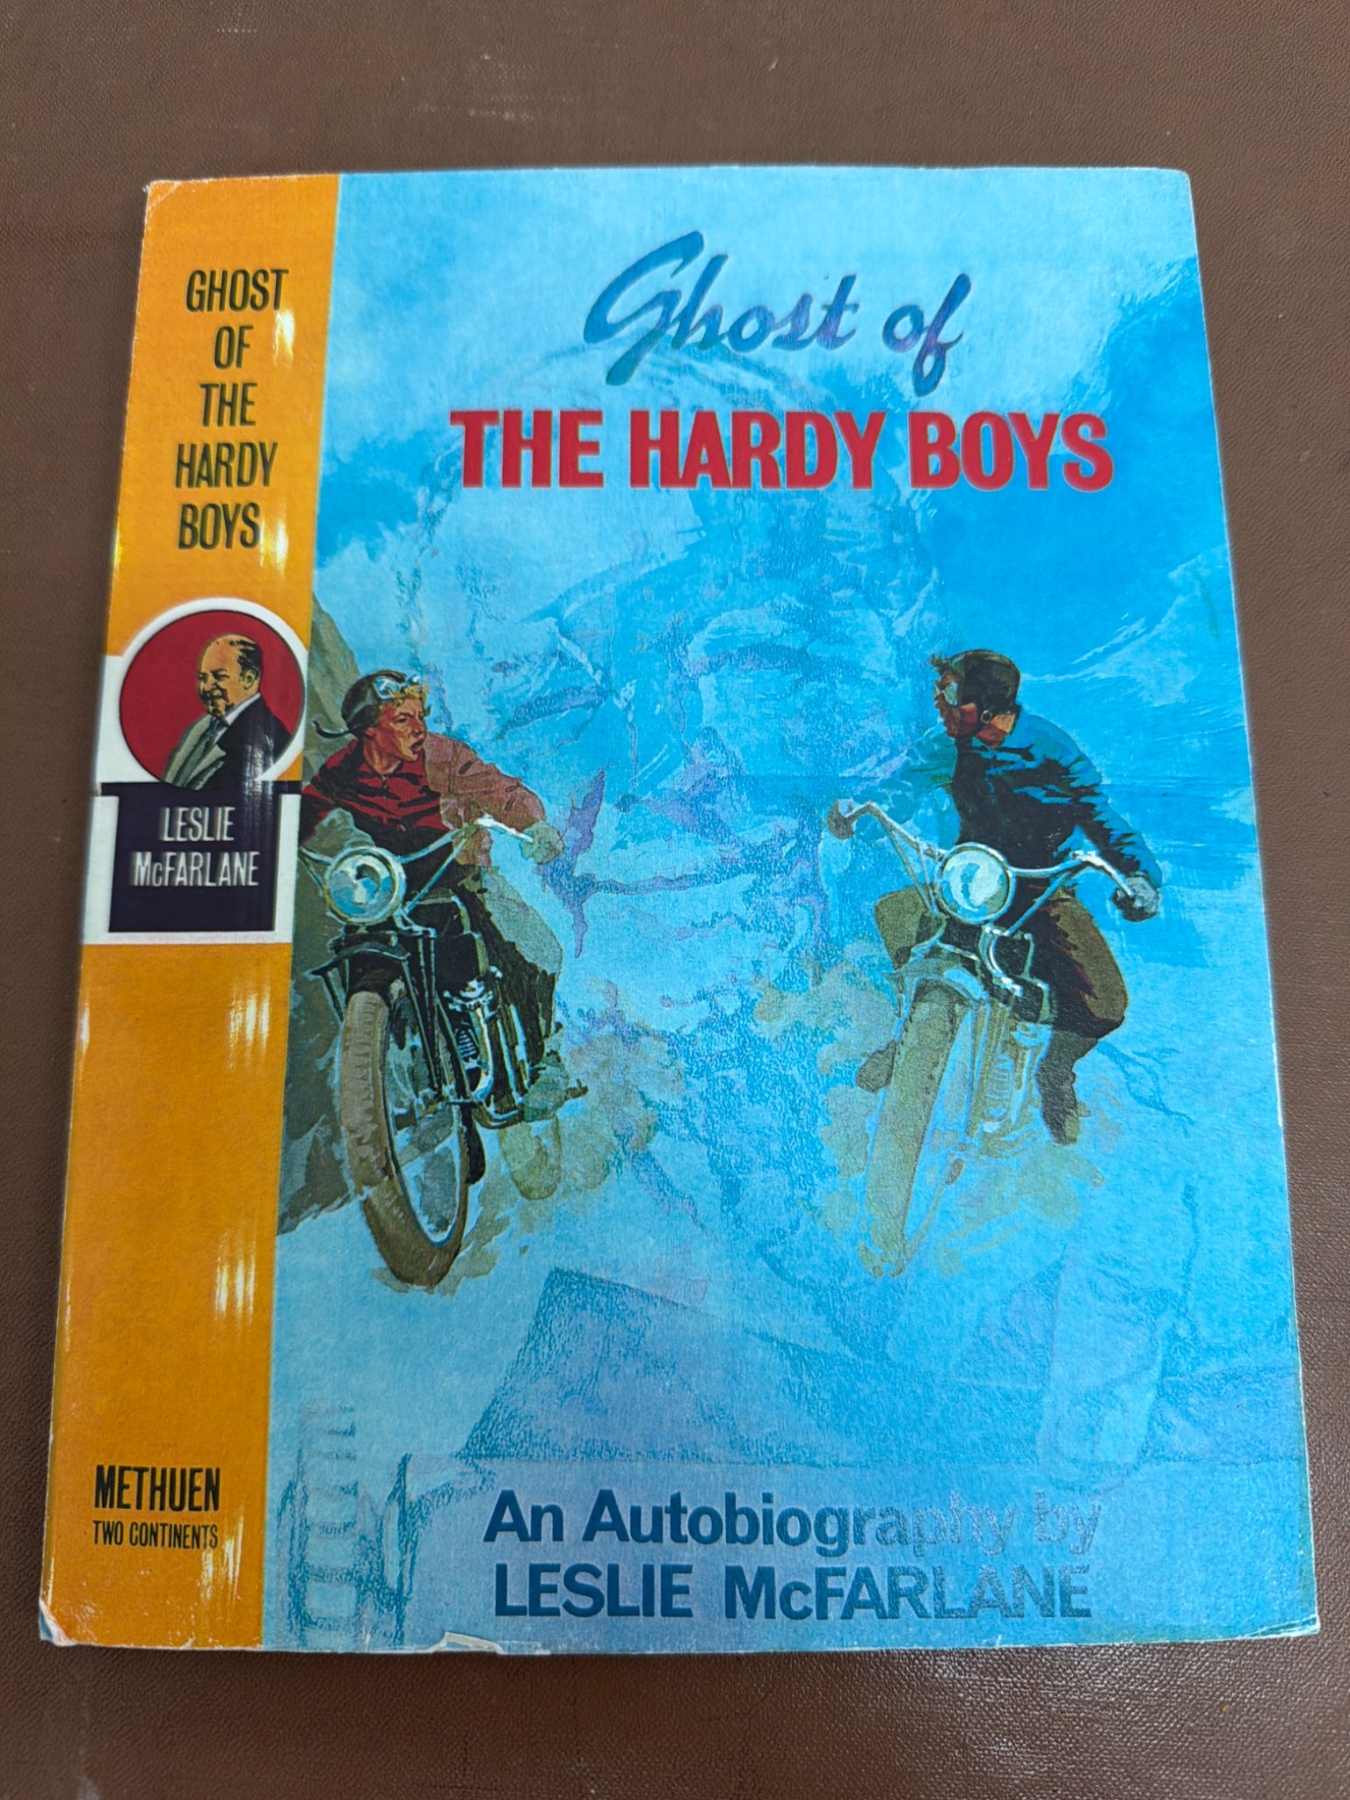 GHOST
OF
THE
HARDY
BOYS
LESLIE
McFARLANE
METHUEN
TWO CONTINENTS
Ghost of
THE HARDY BOYS
An Autobiography by
LESLIE McFARLANE